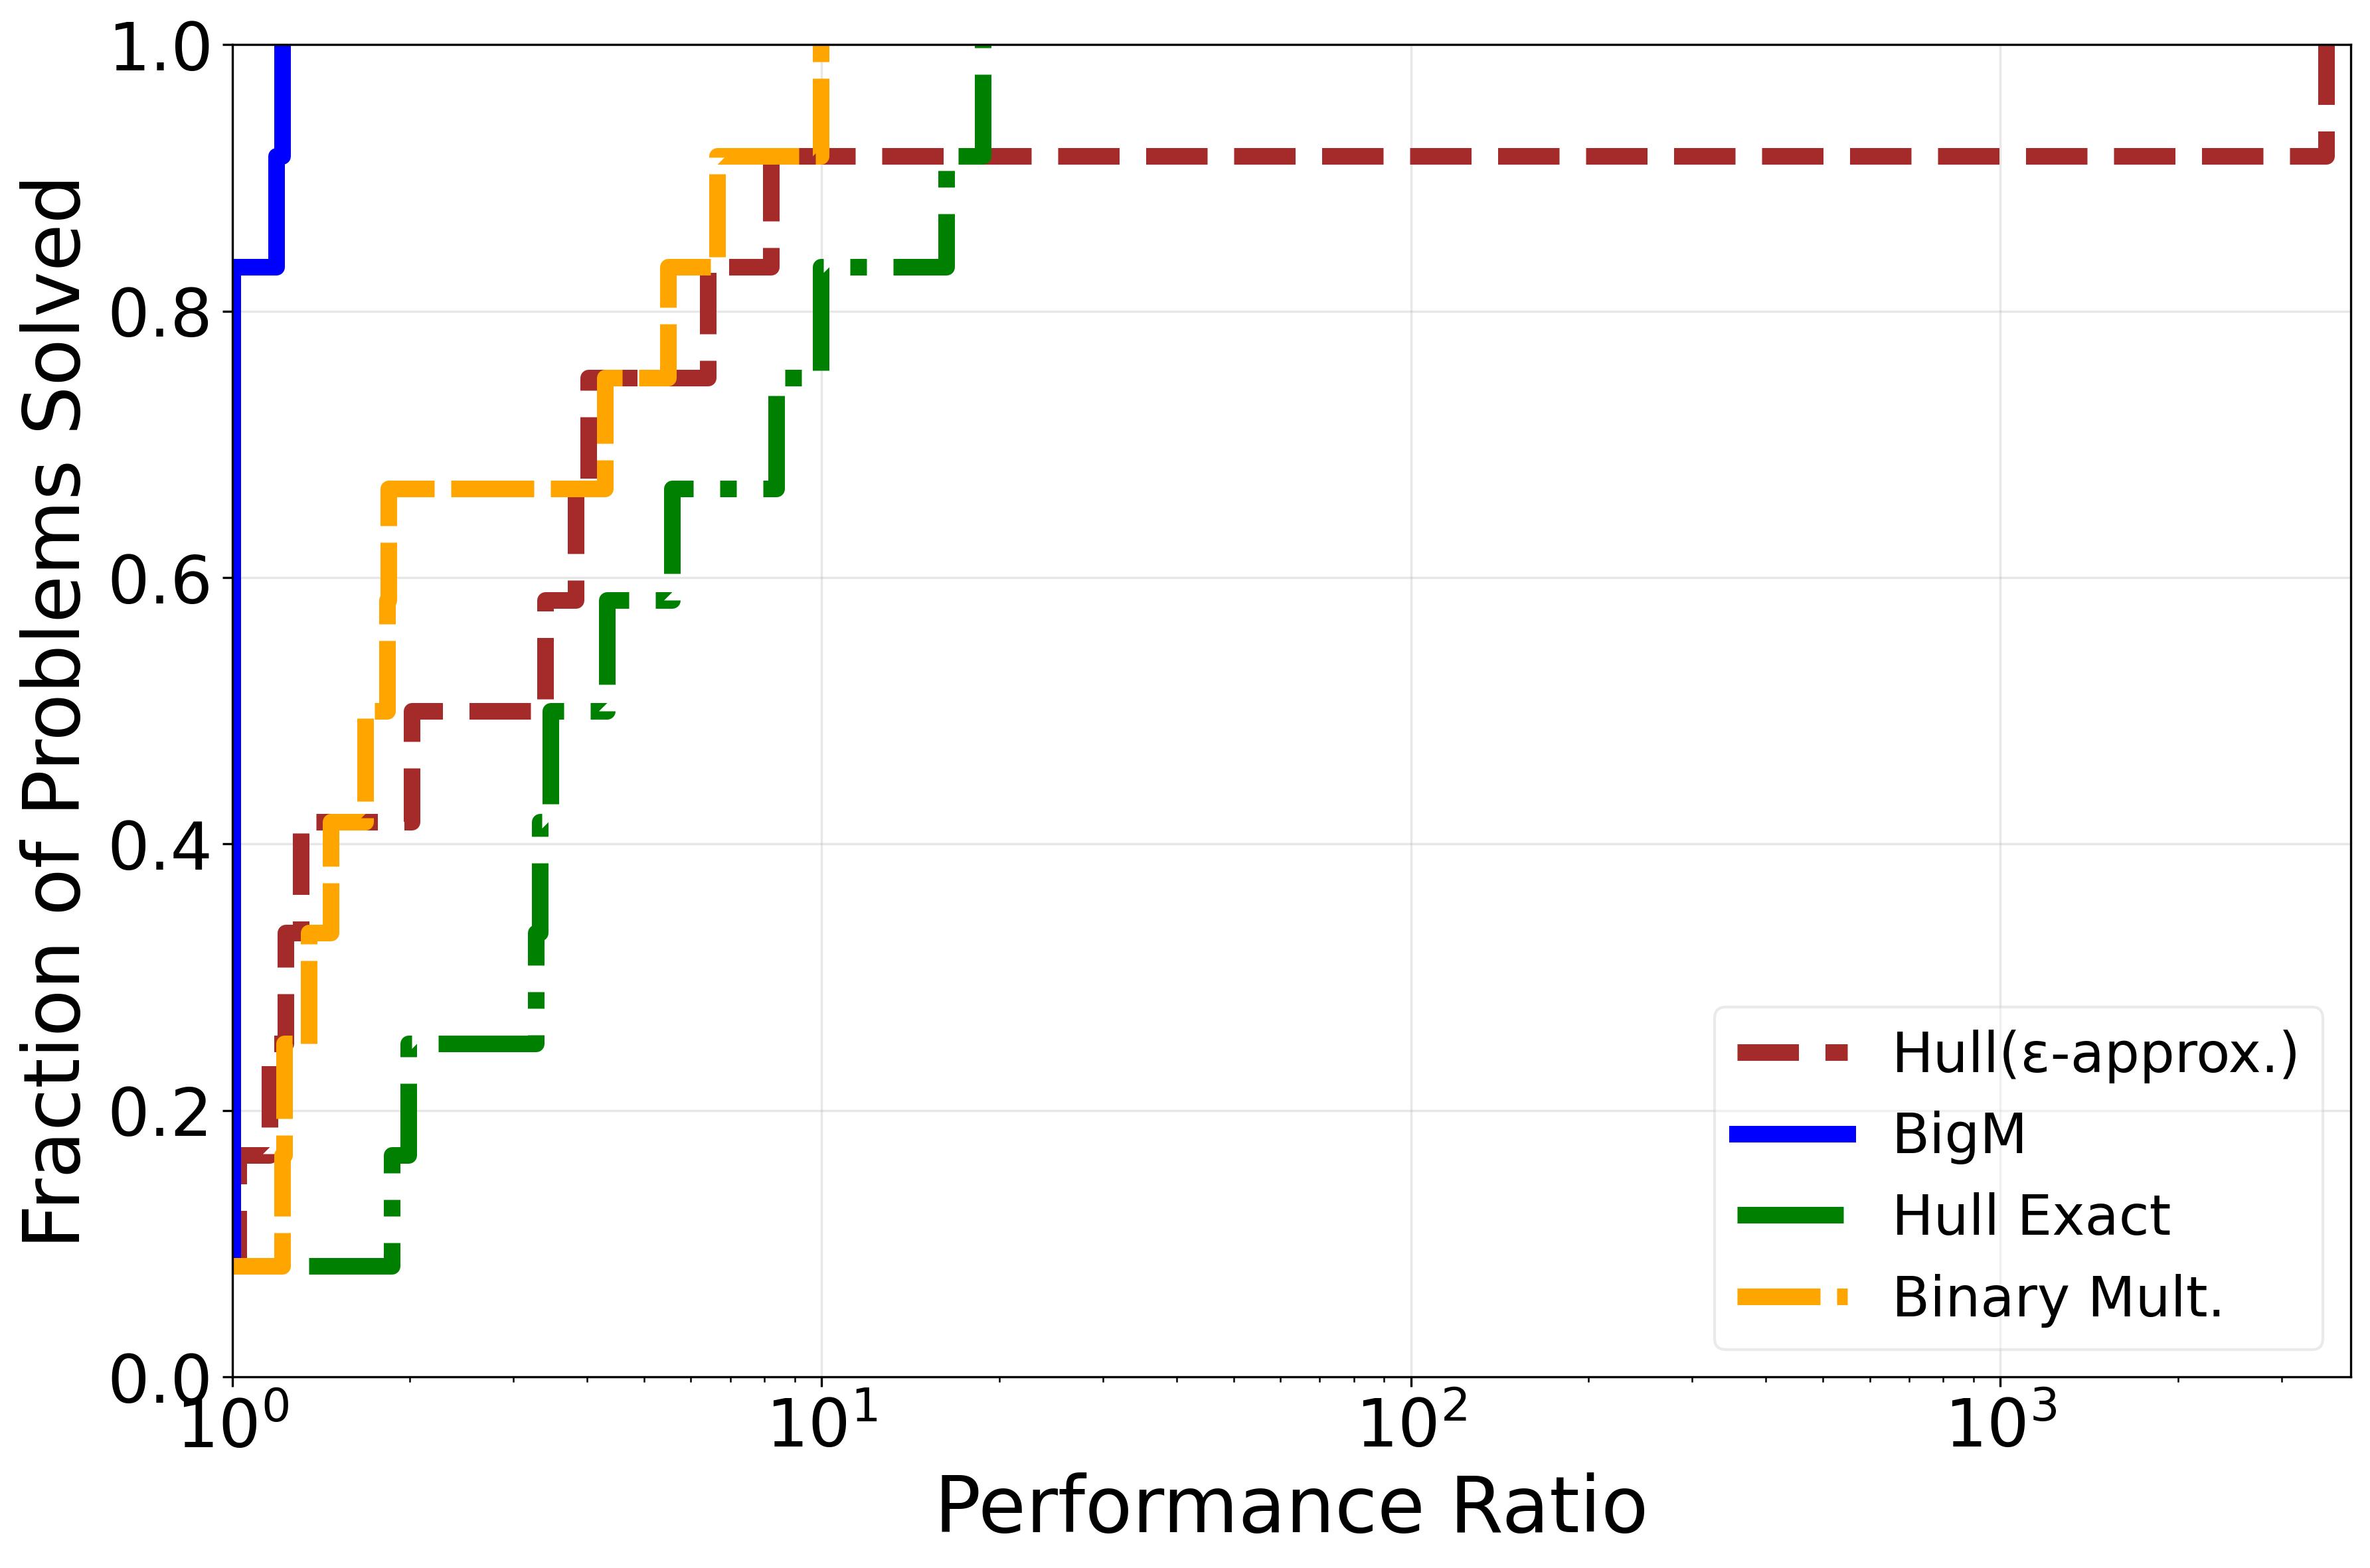 Fraction of Problems Solved
1.0
0.8
0.6
0.4
0.2
0.0
10⁰
10¹
10²
10³
Performance Ratio
Hull(ε-approx.)
BigM
Hull Exact
Binary Mult.